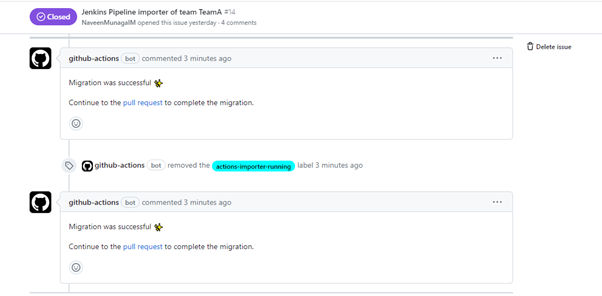 Closed
Jenkins Pipeline importer of team TeamA #14
NaveenMunagalM opened this issue yesterday · 4 comments
Delete issue
github-actions bot commented 3 minutes ago
Migration was successful
Continue to the pull request to complete the migration.
github-actions bot removed the actions-importer-running label 3 minutes ago
github-actions bot commented 3 minutes ago
Migration was successful
Continue to the pull request to complete the migration.